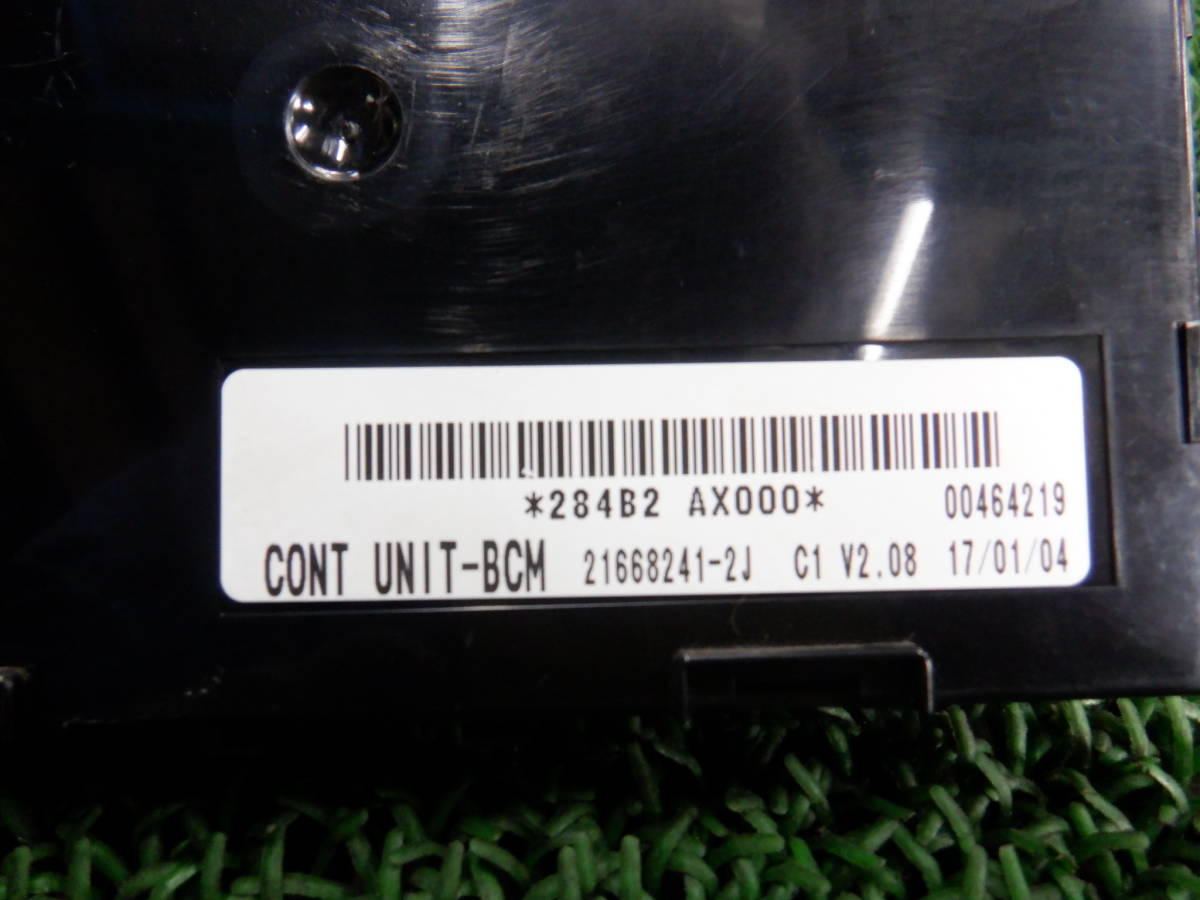 *284B2 AX000* 00464219
CONT UNIT-BCM 21668241-2J C1 V2.08 17/01/04